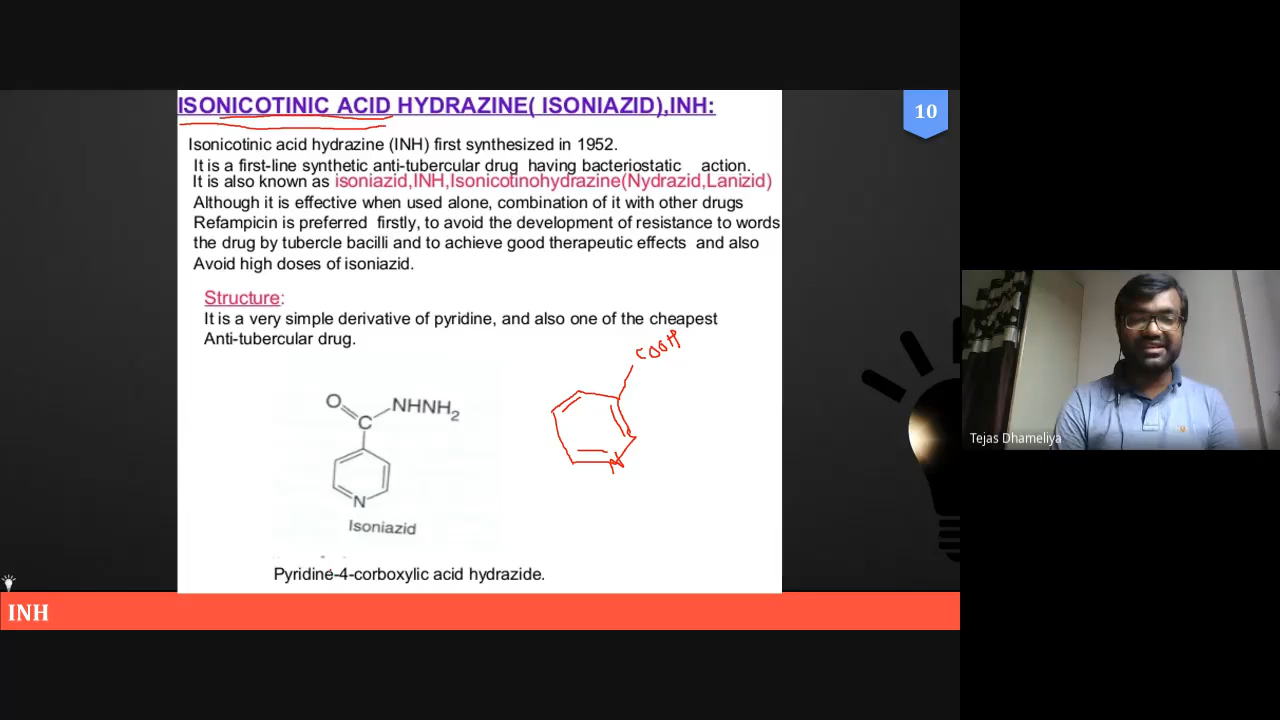 ISONICOTINIC ACID HYDRAZINE( ISONIAZID),INH:
10
Isonicotinic acid hydrazine (INH) first synthesized in 1952.
It is a first-line synthetic anti-tubercular drug having bacteriostatic action.
It is also known as isoniazid,INH,Isonicotinohydrazine(Nydrazid,Lanizid)
Although it is effective when used alone, combination of it with other drugs
Refampicin is preferred firstly, to avoid the development of resistance to words
the drug by tubercle bacilli and to achieve good therapeutic effects and also
Avoid high doses of isoniazid.
Structure:
It is a very simple derivative of pyridine, and also one of the cheapest
Anti-tubercular drug.
COOH
O
NHNH2
C
N
N
Isoniazid
Pyridine-4-corboxylic acid hydrazide.
INH
Tejas Dhameliya